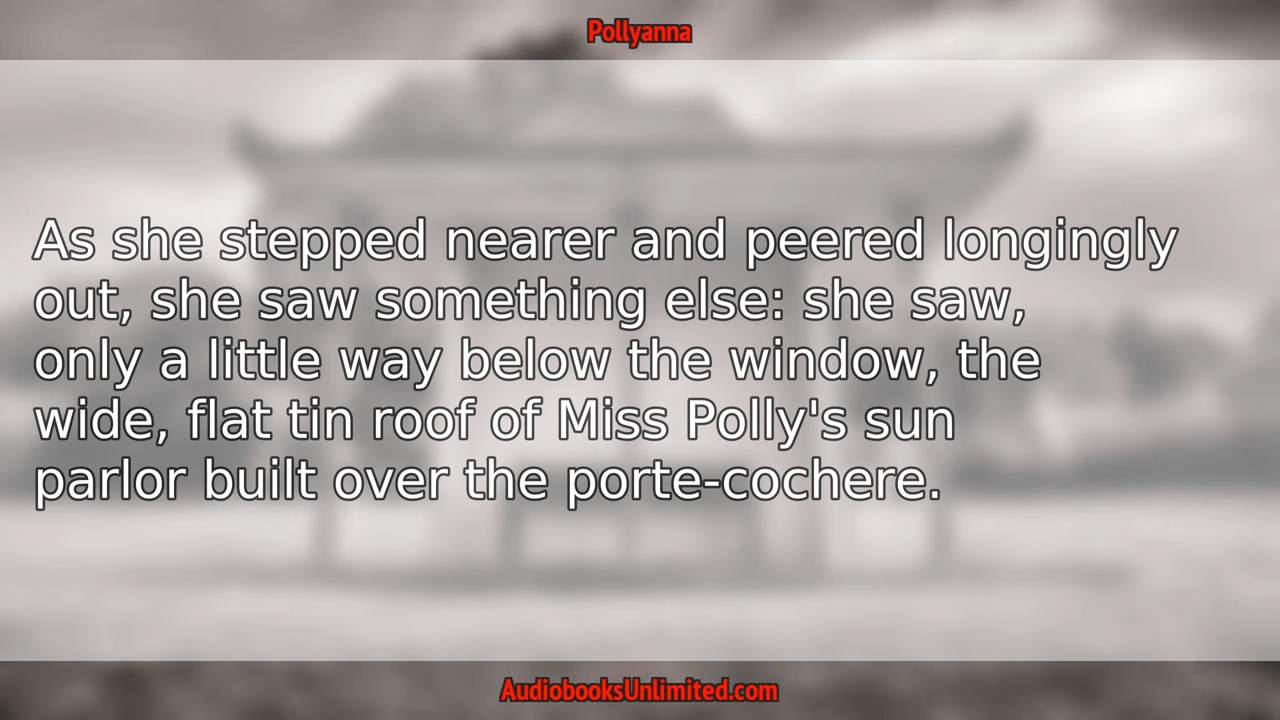 Pollyanna
As she stepped nearer and peered longingly
out, she saw something else: she saw,
only a little way below the window, the
wide, flat tin roof of Miss Polly's sun
parlor built over the porte-cochere.
AudiobooksUnlimited.com